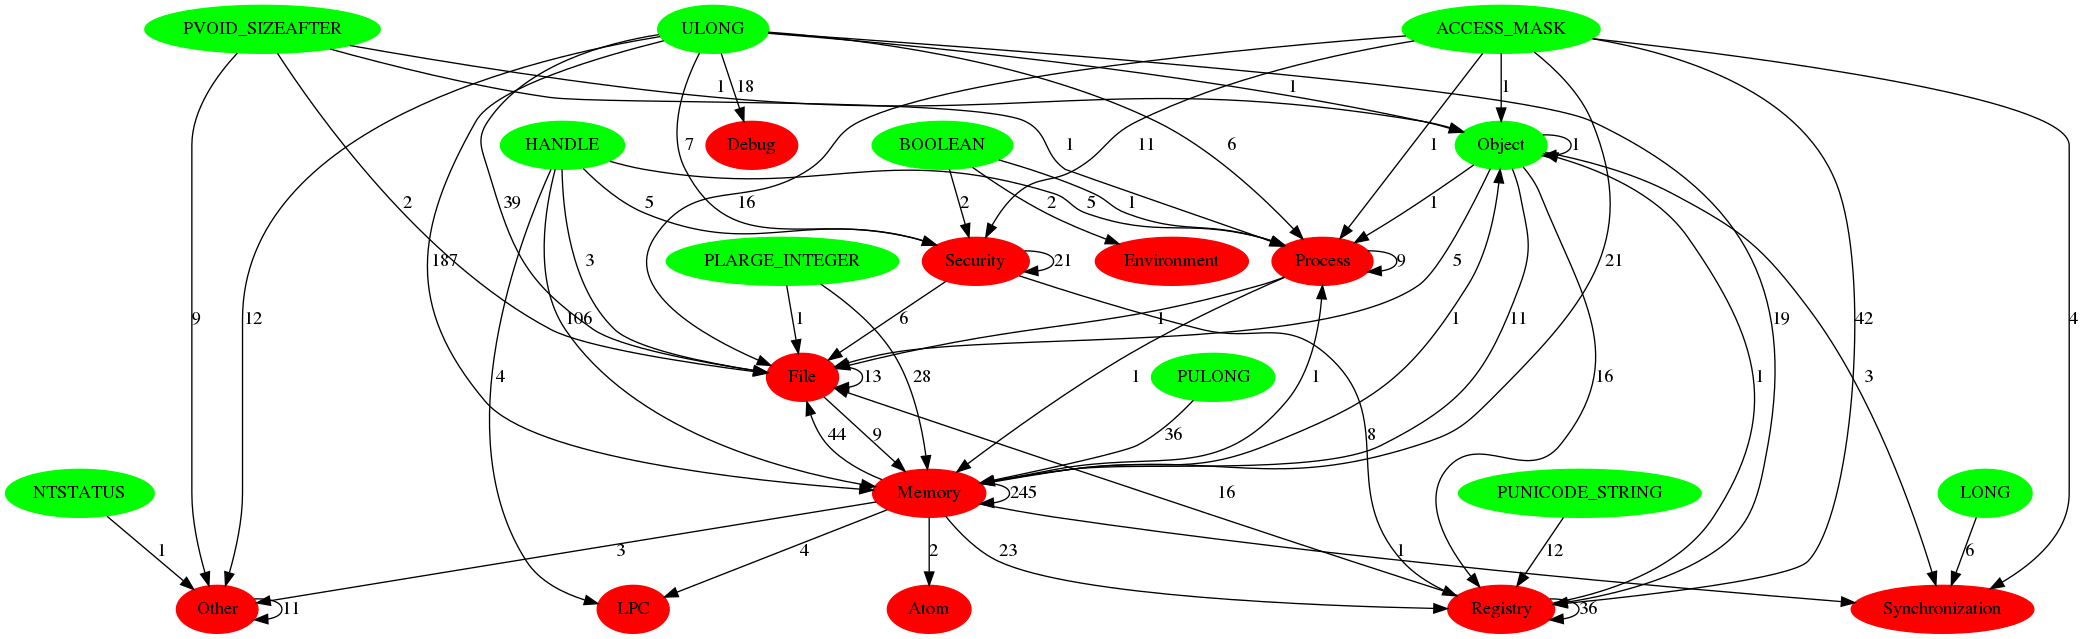 PVOID_SIZEAFTER
ULONG
ACCESS_MASK
1
18
1
1
HANDLE
Debug
BOOLEAN
Object
7
11
1
6
1
1
4
2
39
5
16
2
2
1
5
1
PLARGE_INTEGER
Security
Environment
Process
187
3
21
9
5
21
9
12
106
1
6
1
1
11
19
42
4
File
PULONG
4
13
28
1
1
16
1
3
44
9
36
8
NTSTATUS
Memory
PUNICODE_STRING
LONG
245
16
1
3
4
2
23
1
12
6
Other
LPC
Atom
Registry
Synchronization
11
36